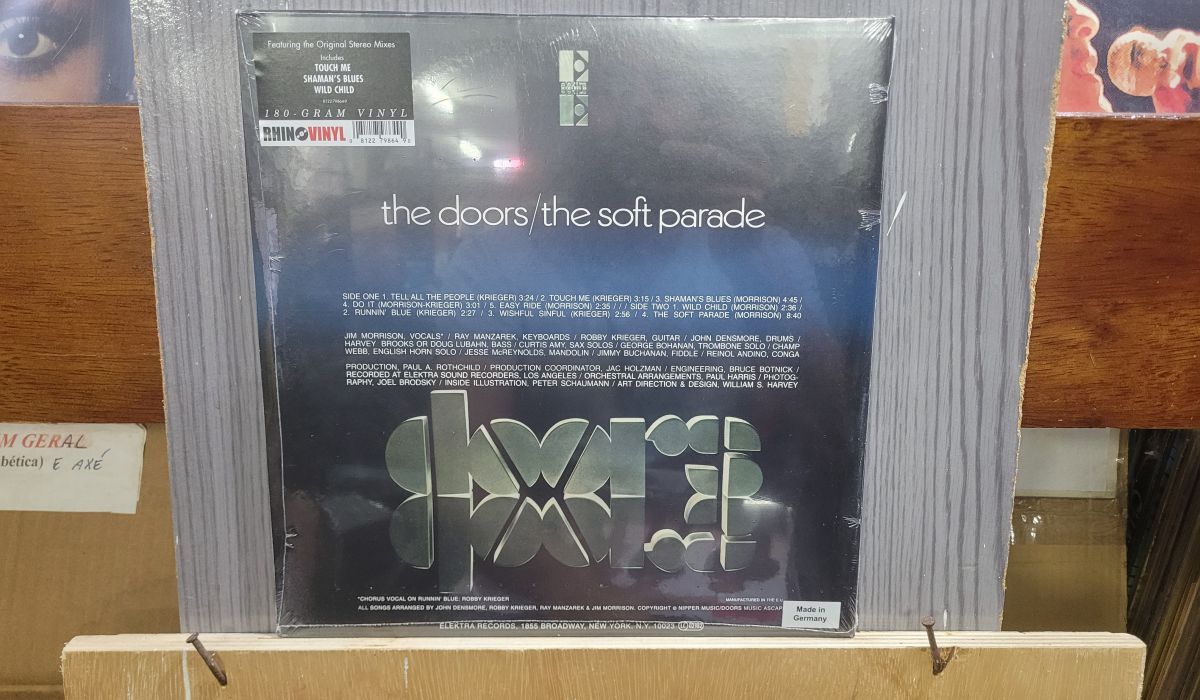 Featuring the Original Stereo Mixes
Includes
TOUCH ME
SHAMAN'S BLUES
WILD CHILD
8122798649
180-GRAM VINYL
RHINO VINYL
0 8122 79864 9
the doors/the soft parade
SIDE ONE 1. TELL ALL THE PEOPLE (KRIEGER) 3:24 / 2. TOUCH ME (KRIEGER) 3:15 / 3. SHAMAN'S BLUES (MORRISON) 4:45 /
4. DO IT (MORRISON-KRIEGER) 3:01 / 5. EASY RIDE (MORRISON) 2:35 / / / SIDE TWO 1. WILD CHILD (MORRISON) 2:36 /
2. RUNNIN' BLUE (KRIEGER) 2:27 / 3. WISHFUL SINFUL (KRIEGER) 2:56 / 4. THE SOFT PARADE (MORRISON) 8:40
JIM MORRISON, VOCALS* / RAY MANZAREK, KEYBOARDS / ROBBY KRIEGER, GUITAR / JOHN DENSMORE, DRUMS /
HARVEY BROOKS OR DOUG LUBAHN, BASS / CURTIS AMY, SAX SOLOS / GEORGE BOHANAN, TROMBONE SOLO / CHAMP
WEBB, ENGLISH HORN SOLO / JESSE McREYNOLDS, MANDOLIN / JIMMY BUCHANAN, FIDDLE / REINOL ANDINO, CONGA
PRODUCTION, PAUL A. ROTHCHILD / PRODUCTION COORDINATOR, JAC HOLZMAN / ENGINEERING, BRUCE BOTNICK /
RECORDED AT ELEKTRA SOUND RECORDERS, LOS ANGELES / ORCHESTRAL ARRANGEMENTS, PAUL HARRIS / PHOTOG-
RAPHY, JOEL BRODSKY / INSIDE ILLUSTRATION, PETER SCHAUMANN / ART DIRECTION & DESIGN, WILLIAM S. HARVEY
DOORS
*CHORUS VOCAL ON RUNNIN' BLUE: ROBBY KRIEGER
MANUFACTURED IN THE E.U.
ALL SONGS ARRANGED BY JOHN DENSMORE, ROBBY KRIEGER, RAY MANZAREK & JIM MORRISON. COPYRIGHT © NIPPER MUSIC/DOORS MUSIC ASCAP
Made in
Germany
ELEKTRA RECORDS, 1855 BROADWAY, NEW YORK, N.Y. 10023
M GERAL
bética) E AXÉ